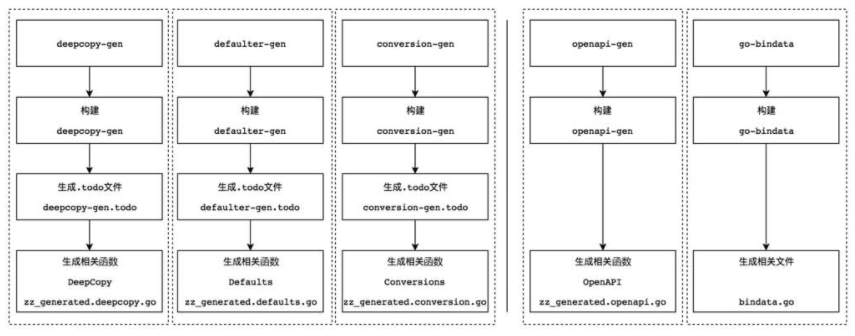 deepcopy-gen
defaulter-gen
conversion-gen
openapi-gen
go-bindata
构建
deepcopy-gen
构建
defaulter-gen
构建
conversion-gen
构建
openapi-gen
构建
go-bindata
生成.todo文件
deepcopy-gen.todo
生成.todo文件
defaulter-gen.todo
生成.todo文件
conversion-gen.todo
生成相关函数
DeepCopy
zz_generated.deepcopy.go
生成相关函数
Defaults
zz_generated.defaults.go
生成相关函数
Conversions
zz_generated.conversion.go
生成相关函数
OpenAPI
zz_generated.openapi.go
生成相关文件
bindata.go